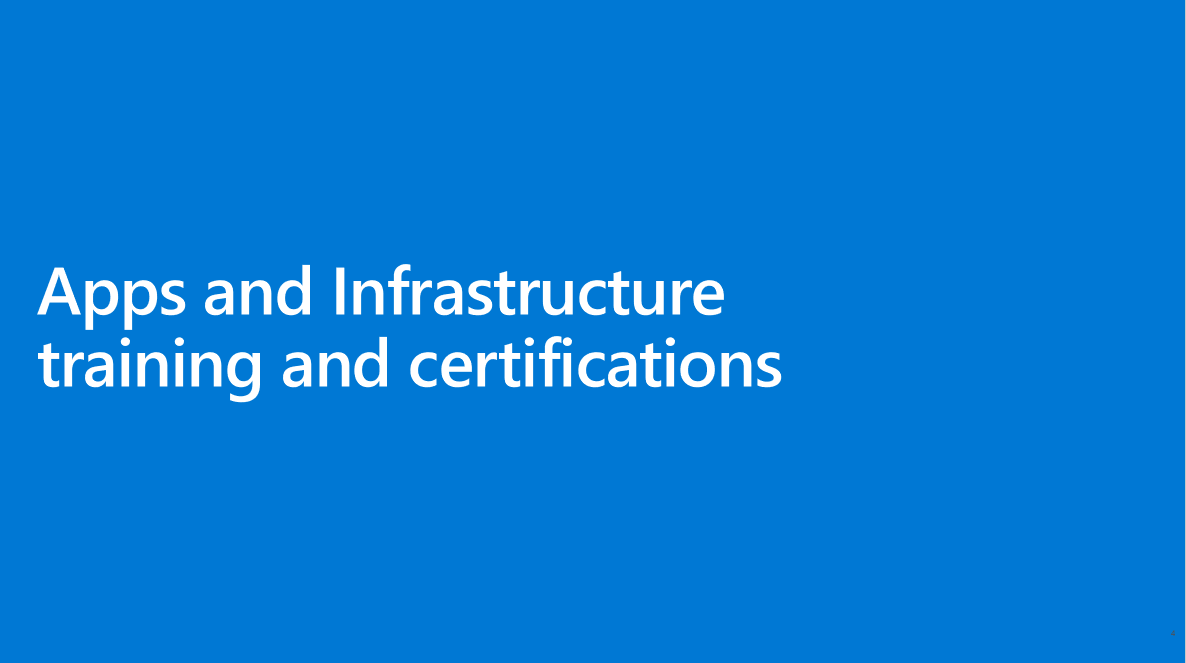 Apps and Infrastructure
training and certifications